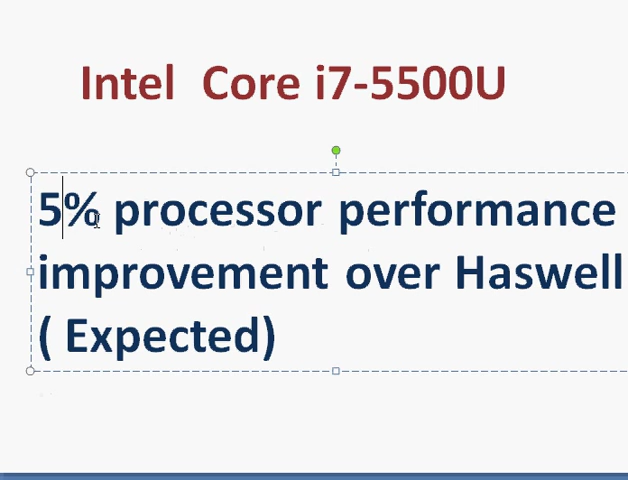 Intel  Core i7-5500U
5% processor performance
improvement over Haswell
( Expected)